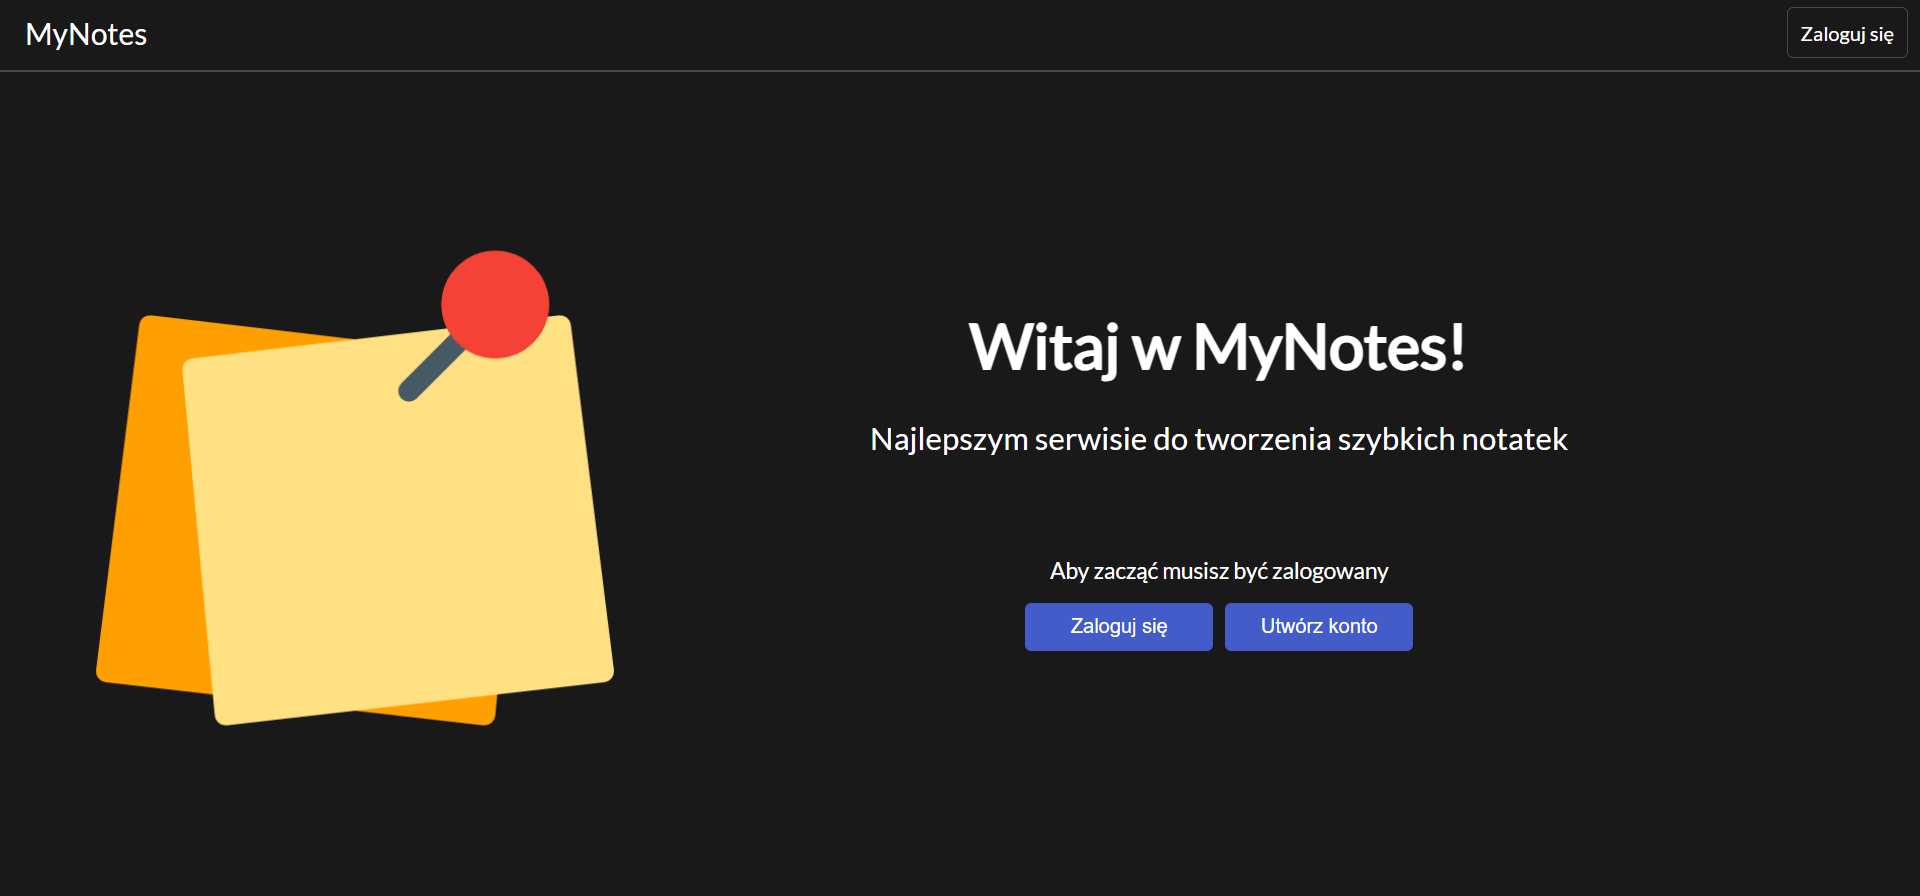 MyNotes
Zaloguj się
Witaj w MyNotes!
Najlepszym serwisie do tworzenia szybkich notatek
Aby zacząć musisz być zalogowany
Zaloguj się
Utwórz konto